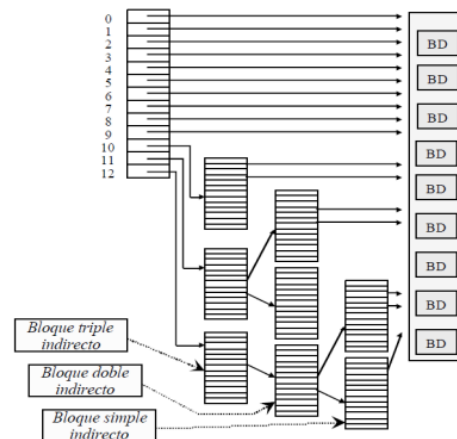 0
1
2
3
4
5
6
7
8
9
10
11
12
BD
BD
BD
BD
BD
BD
BD
BD
BD
Bloque triple
indirecto
Bloque doble
indirecto
Bloque simple
indirecto